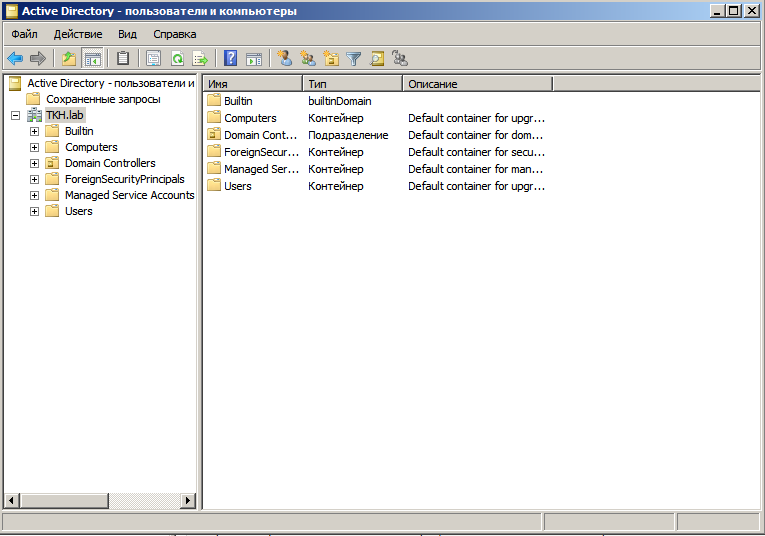 Active Directory - пользователи и компьютеры
Файл Действие Вид Справка
Active Directory - пользователи и
Сохраненные запросы
TKH.lab
Builtin
Computers
Domain Controllers
ForeignSecurityPrincipals
Managed Service Accounts
Users
Имя Тип Описание
Builtin builtinDomain
Computers Контейнер Default container for upgr...
Domain Cont... Подразделение Default container for dom...
ForeignSecur... Контейнер Default container for secu...
Managed Ser... Контейнер Default container for man...
Users Контейнер Default container for upgr...